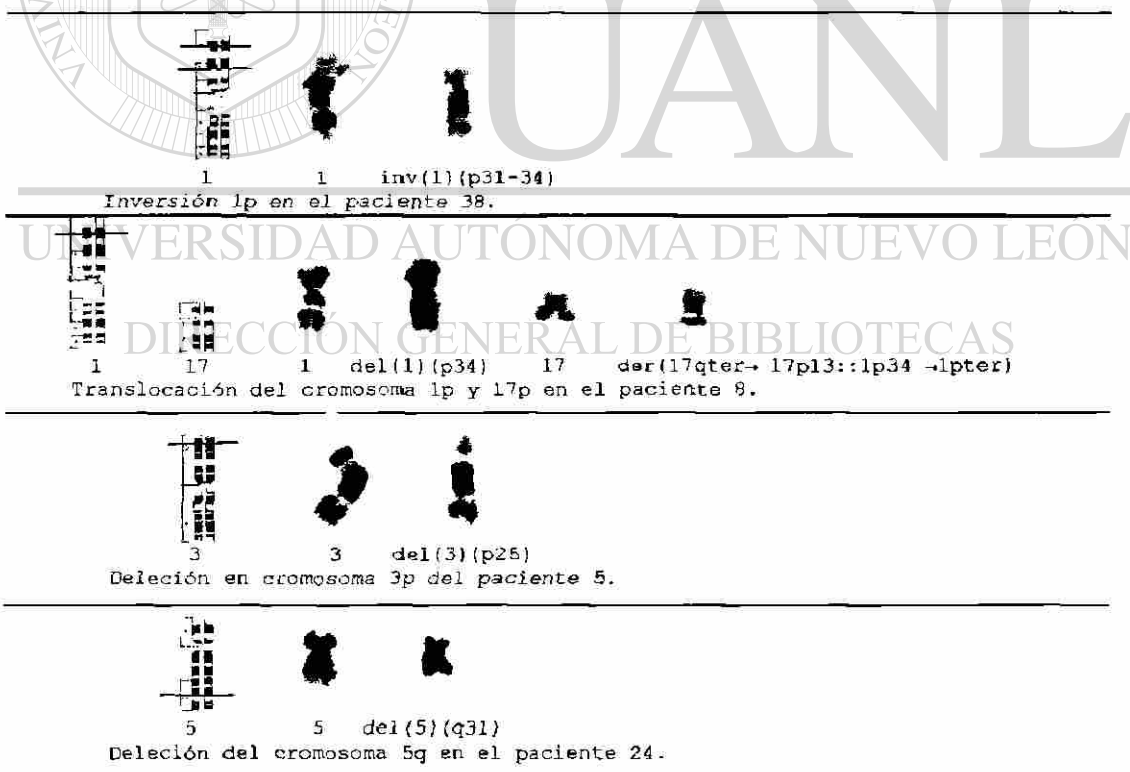 UANL
1 1 inv(1)(p31-34)
Inversión 1p en el paciente 38.
UNIVERSIDAD AUTÓNOMA DE NUEVO LEÓN
DIRECCIÓN GENERAL DE BIBLIOTECAS
1 17 1 del(1)(p34) 17 der(17qter→ 17p13::1p34 →1pter)
Translocación del cromosoma 1p y 17p en el paciente 8.
3 3 del(3)(p25)
Deleción en cromosoma 3p del paciente 5.
5 5 del(5)(q31)
Deleción del cromosoma 5q en el paciente 24.